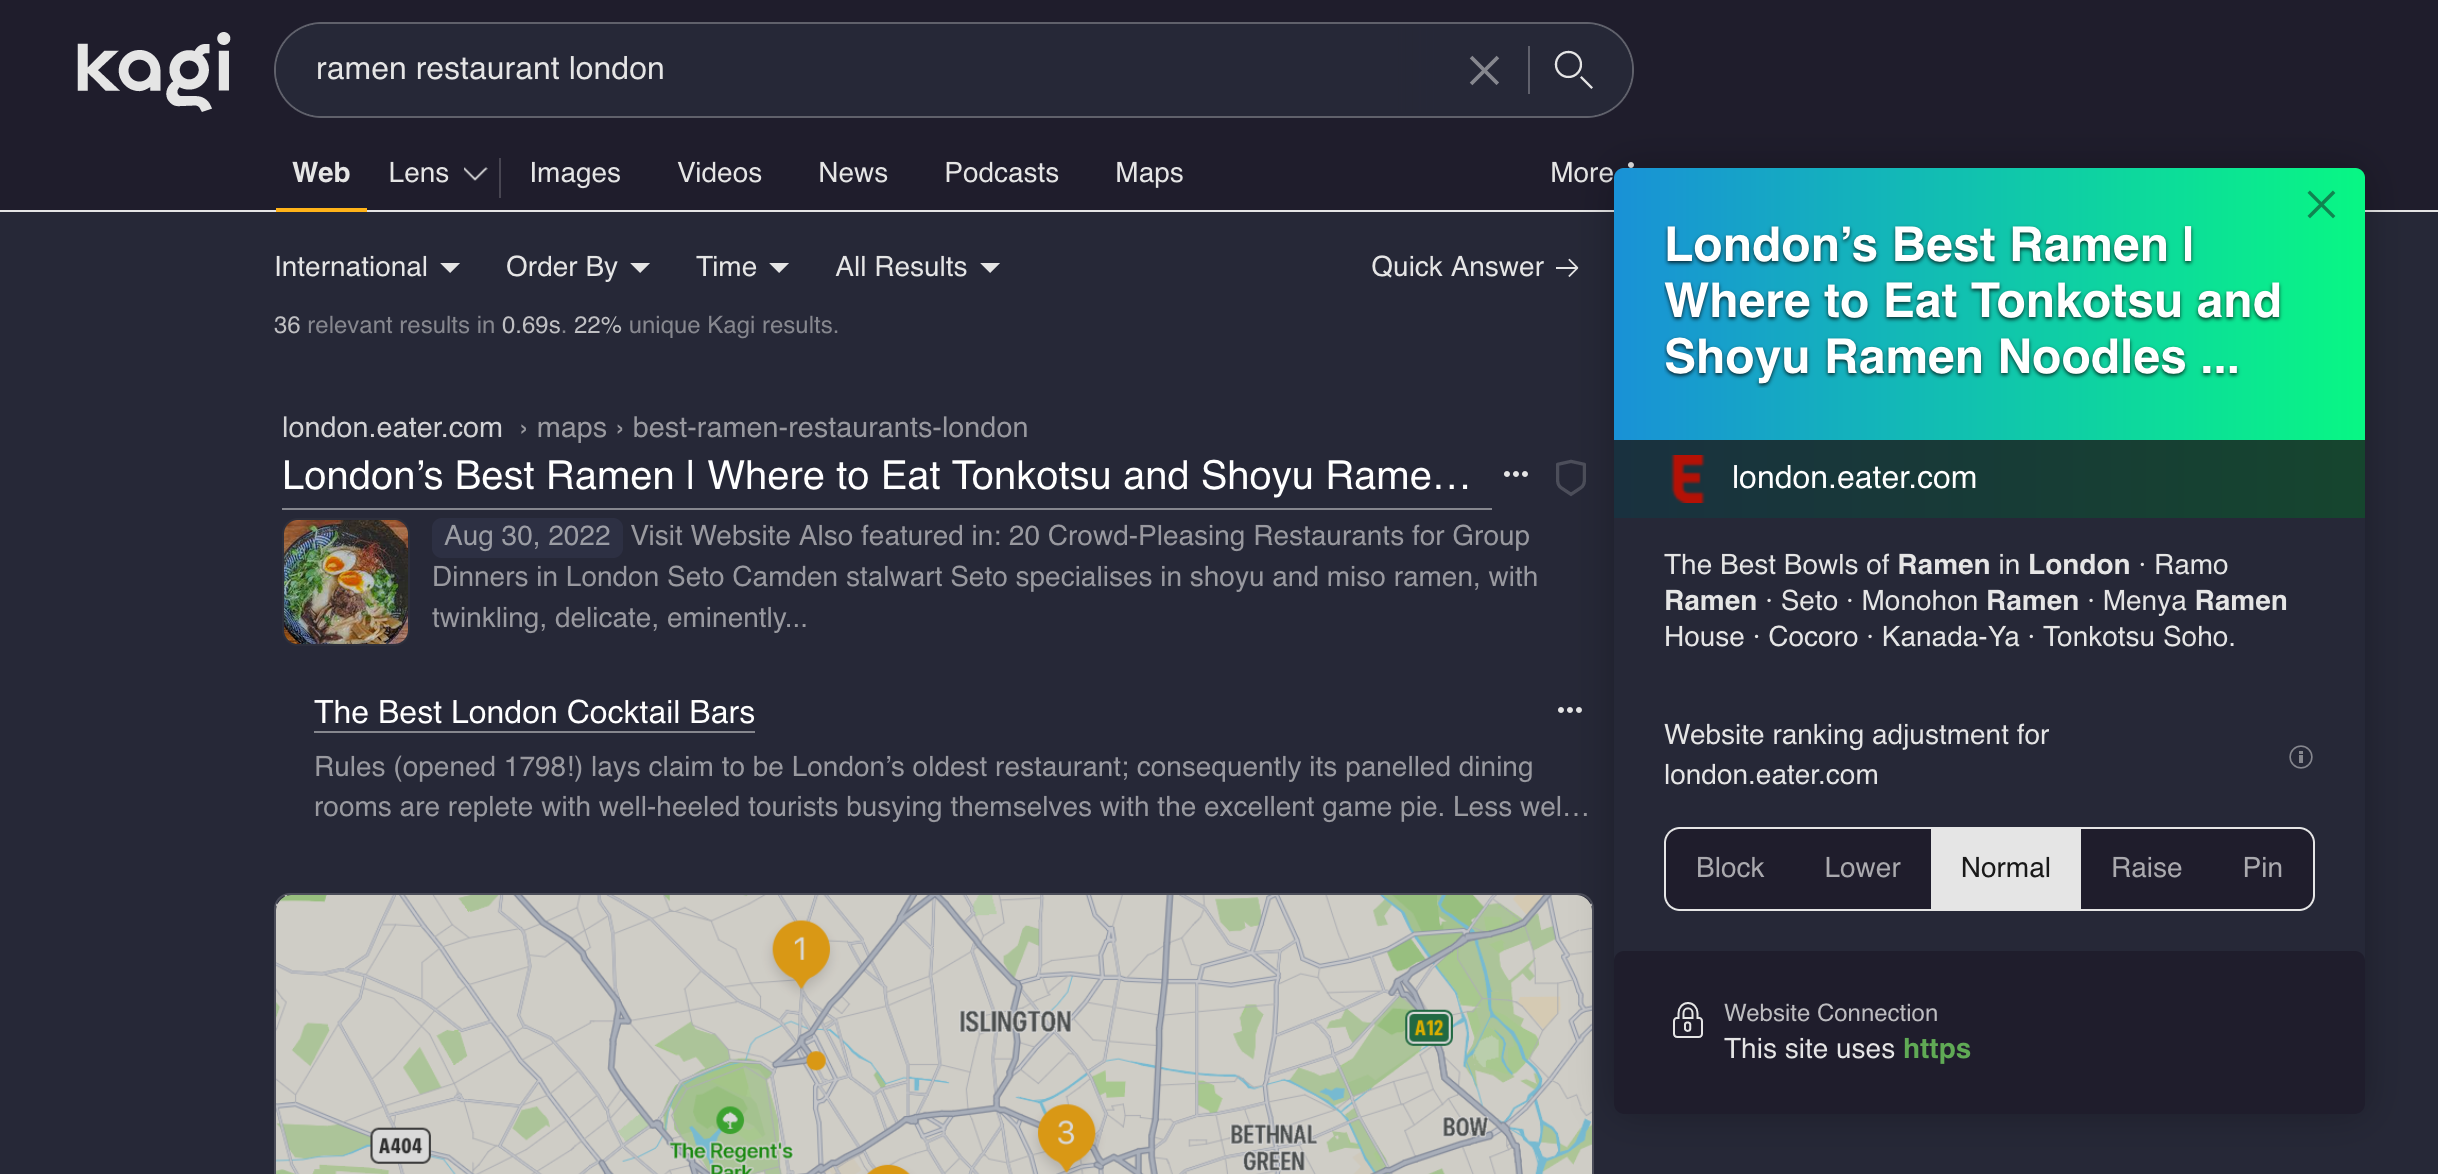 kagi
ramen restaurant london
Web Lens Images Videos News Podcasts Maps More
International Order By Time All Results Quick Answer →
36 relevant results in 0.69s. 22% unique Kagi results.
london.eater.com › maps › best-ramen-restaurants-london
London’s Best Ramen | Where to Eat Tonkotsu and Shoyu Rame…
Aug 30, 2022 Visit Website Also featured in: 20 Crowd-Pleasing Restaurants for Group
Dinners in London Seto Camden stalwart Seto specialises in shoyu and miso ramen, with
twinkling, delicate, eminently...
The Best London Cocktail Bars
Rules (opened 1798!) lays claim to be London’s oldest restaurant; consequently its panelled dining
rooms are replete with well-heeled tourists busying themselves with the excellent game pie. Less wel…
1
ISLINGTON
A12
3
BETHNAL
GREEN
BOW
A404
The Regent's
Park
London’s Best Ramen |
Where to Eat Tonkotsu and
Shoyu Ramen Noodles ...
E london.eater.com
The Best Bowls of Ramen in London · Ramo
Ramen · Seto · Monohon Ramen · Menya Ramen
House · Cocoro · Kanada-Ya · Tonkotsu Soho.
Website ranking adjustment for
london.eater.com
Block Lower Normal Raise Pin
Website Connection
This site uses https